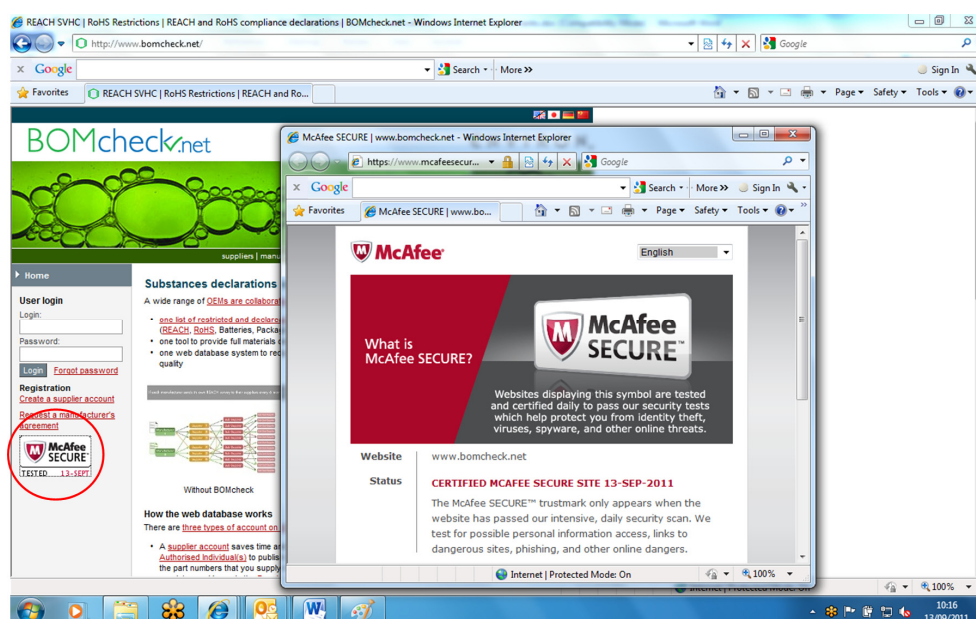 REACH SVHC | RoHS Restrictions | REACH and RoHS compliance declarations | BOMcheck.net - Windows Internet Explorer
http://www.bomcheck.net/
Google
x Google
Search
More >>
Sign In
Favorites
REACH SVHC | RoHS Restrictions | REACH and Ro...
Page
Safety
Tools
BOMcheck.net
suppliers | manu
Home
User login
Login:
Password:
Login
Forgot password
Registration
Create a supplier account
Request a manufacturer's
agreement
McAfee
SECURE
TESTED 13-SEPT
Substances declarations
A wide range of OEMs are collaborat
• one list of restricted and declara
(REACH, RoHS, Batteries, Packa
• one tool to provide full materials
• one web database system to re
quality
Without BOMcheck
How the web database works
There are three types of account on
• A supplier account saves time a
Authorised Individual(s) to publis
the part numbers that you supply
McAfee SECURE | www.bomcheck.net - Windows Internet Explorer
https://www.mcafeesecur...
Google
x Google
Search
More >>
Sign In
Favorites
McAfee SECURE | www.bo...
Page
Safety
Tools
McAfee
English
What is
McAfee SECURE?
McAfee
SECURE™
Websites displaying this symbol are tested
and certified daily to pass our security tests
which help protect you from identity theft,
viruses, spyware, and other online threats.
Website www.bomcheck.net
Status CERTIFIED MCAFEE SECURE SITE 13-SEP-2011
The McAfee SECURE™ trustmark only appears when the
website has passed our intensive, daily security scan. We
test for possible personal information access, links to
dangerous sites, phishing, and other online dangers.
Internet | Protected Mode: On
100%
Internet | Protected Mode: On
100%
10:16
13/09/2011